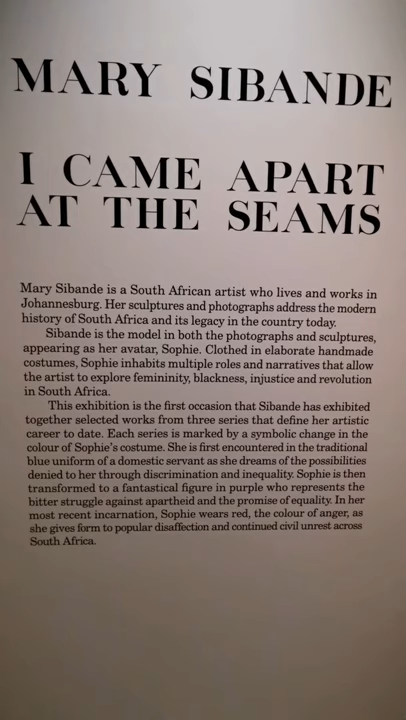 MARY SIBANDE
I CAME APART
AT THE SEAMS
Mary Sibande is a South African artist who lives and works in
Johannesburg. Her sculptures and photographs address the modern
history of South Africa and its legacy in the country today.
Sibande is the model in both the photographs and sculptures,
appearing as her avatar, Sophie. Clothed in elaborate handmade
costumes, Sophie inhabits multiple roles and narratives that allow
the artist to explore femininity, blackness, injustice and revolution
in South Africa.
This exhibition is the first occasion that Sibande has exhibited
together selected works from three series that define her artistic
career to date. Each series is marked by a symbolic change in the
colour of Sophie's costume. She is first encountered in the traditional
blue uniform of a domestic servant as she dreams of the possibilities
denied to her through discrimination and inequality. Sophie is then
transformed to a fantastical figure in purple who represents the
bitter struggle against apartheid and the promise of equality. In her
most recent incarnation, Sophie wears red, the colour of anger, as
she gives form to popular disaffection and continued civil unrest across
South Africa.